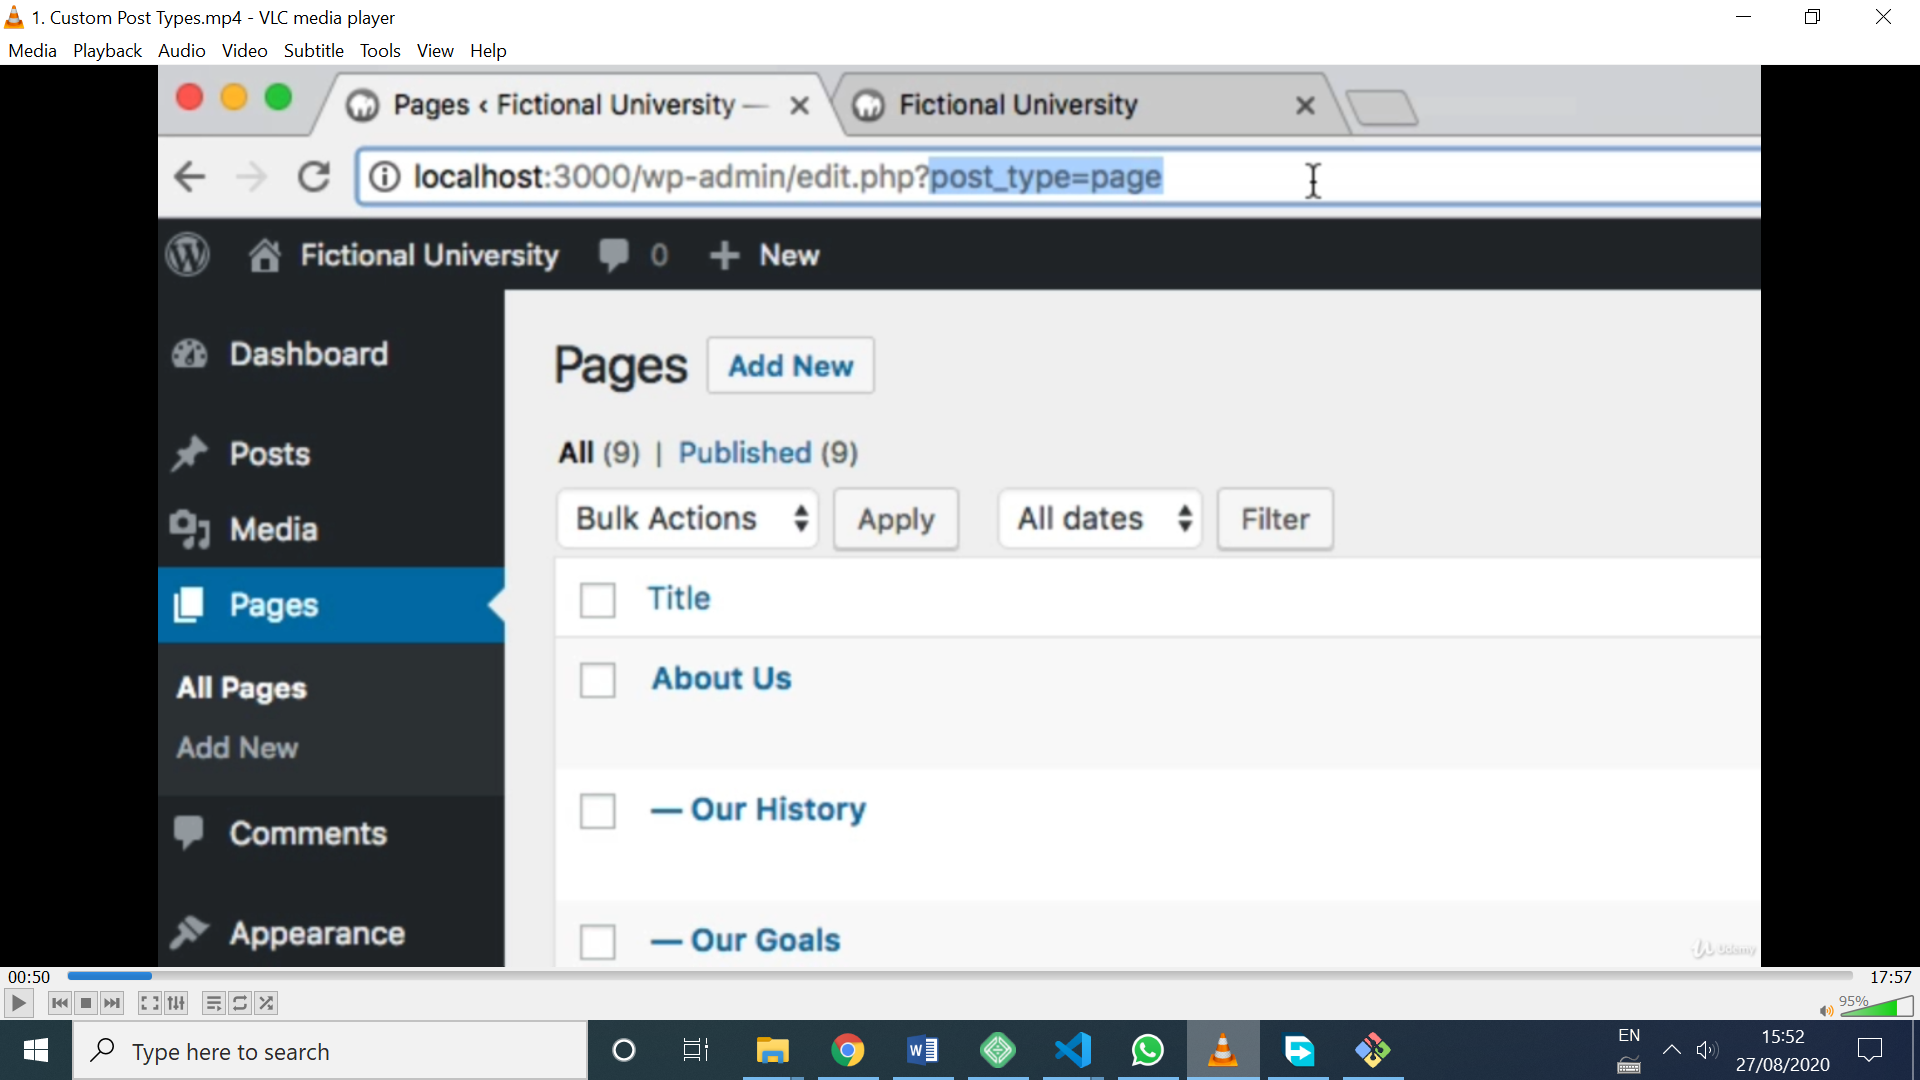 1. Custom Post Types.mp4 - VLC media player
Media Playback Audio Video Subtitle Tools View Help
Pages ‹ Fictional University —
Fictional University
localhost:3000/wp-admin/edit.php?post_type=page
Fictional University 0 New
Dashboard
Posts
Media
Pages
All Pages
Add New
Comments
Appearance
Pages Add New
All (9) | Published (9)
Bulk Actions Apply All dates Filter
Title
About Us
— Our History
— Our Goals
Udemy
00:50 17:57
95%
Type here to search
EN
15:52
27/08/2020